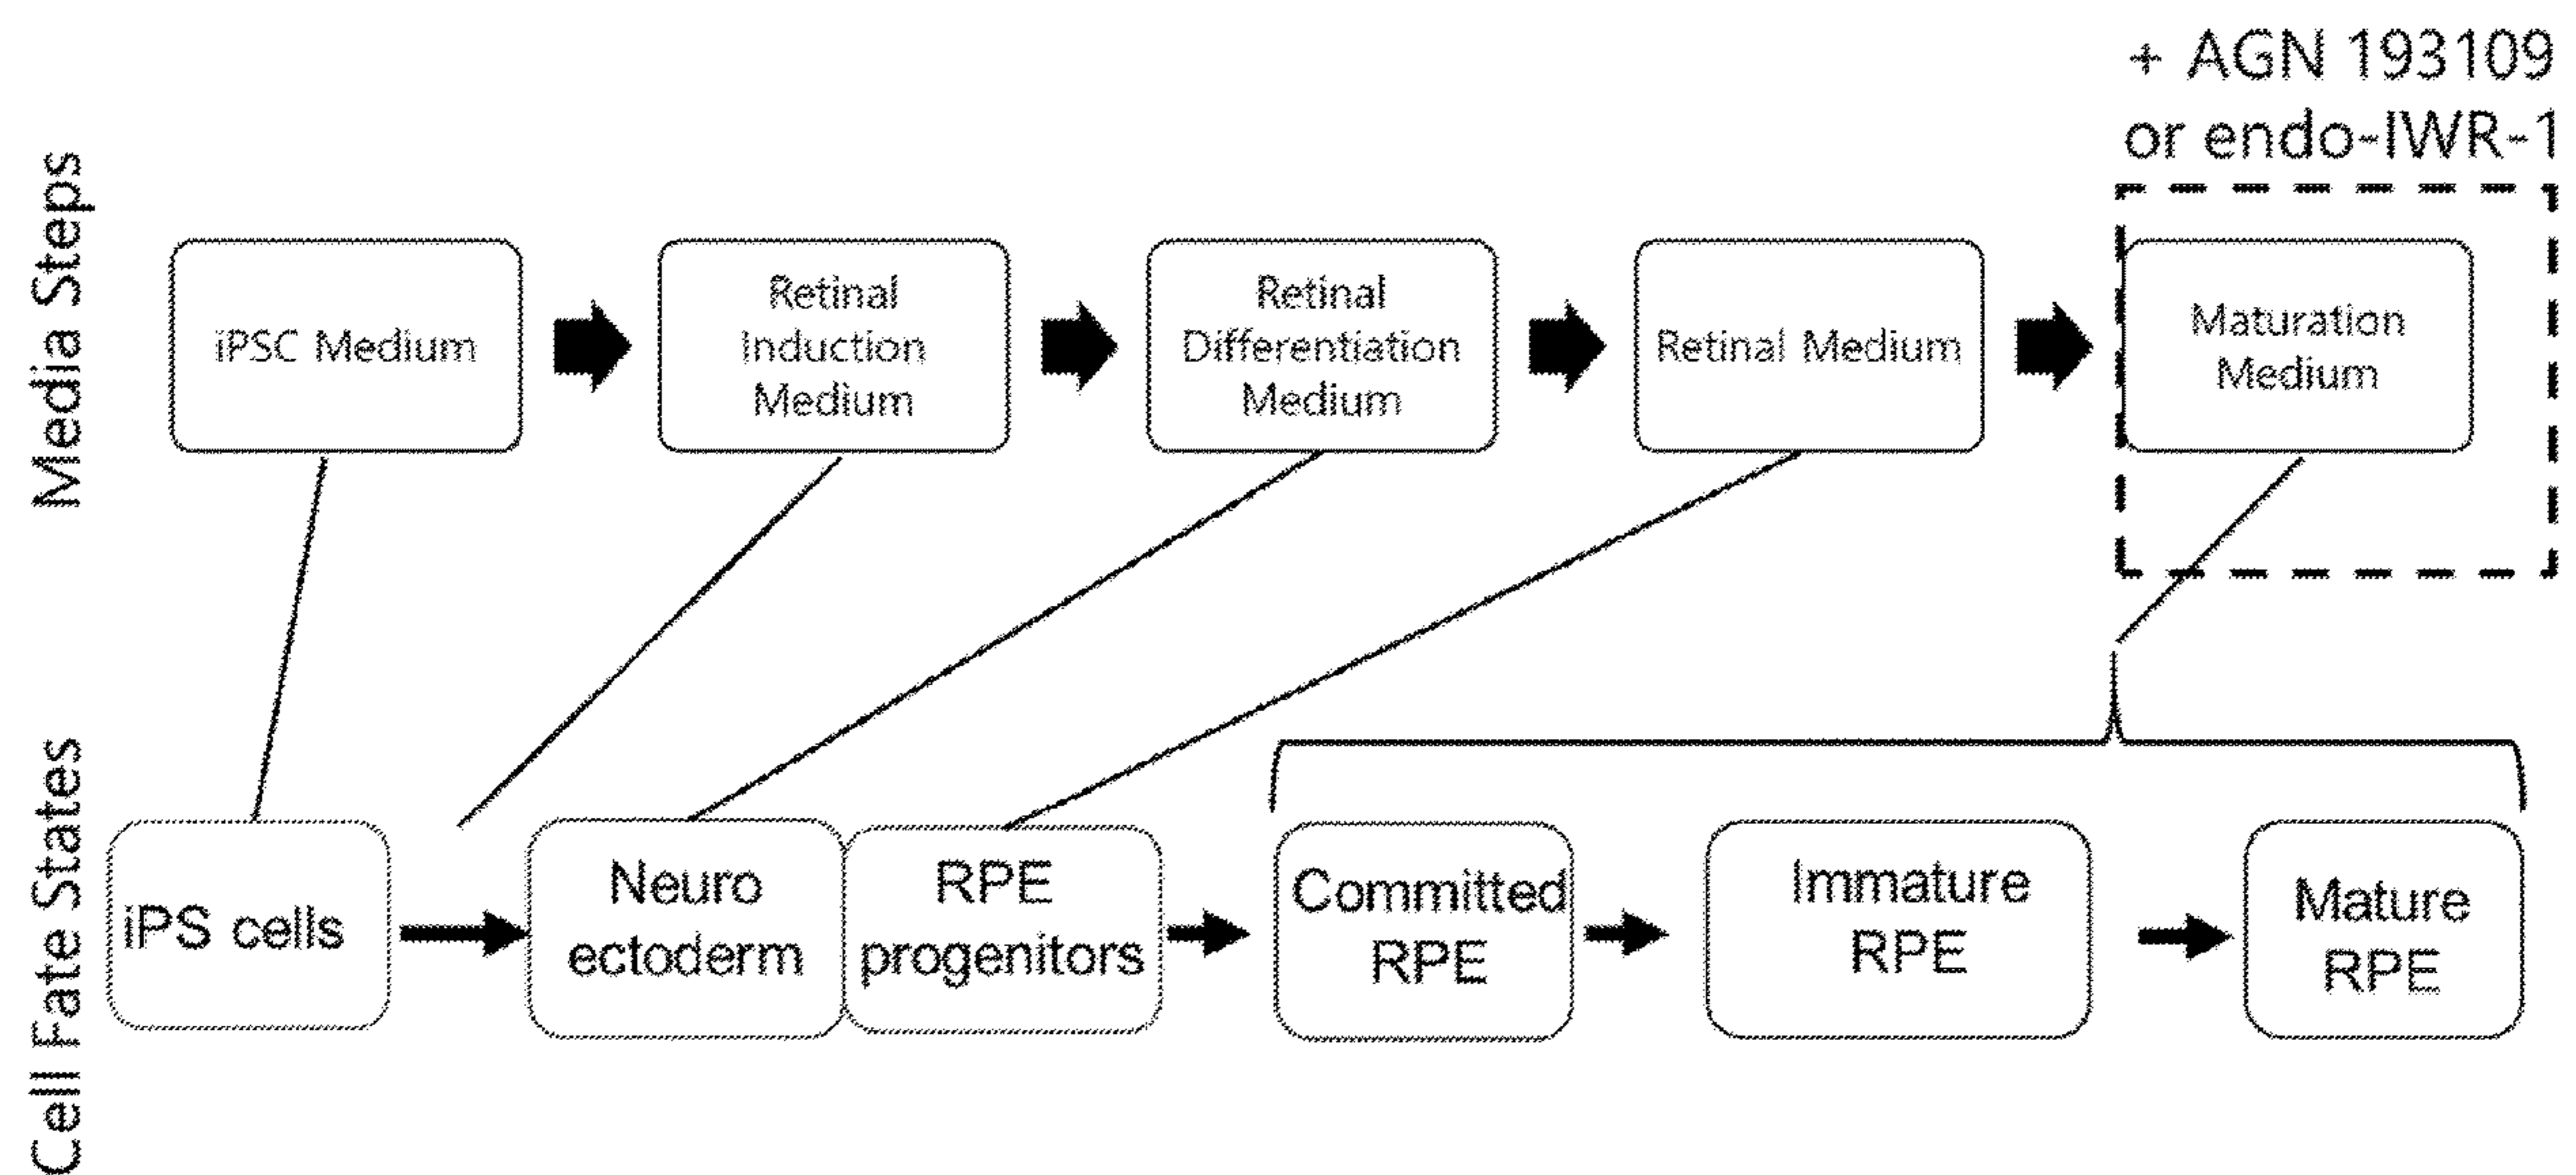 + AGN 193109
or endo-IWR-1
Media Steps
iPSC Medium
Retinal
Induction
Medium
Retinal
Differentiation
Medium
Retinal Medium
Maturation
Medium
Cell Fate States
iPS cells
Neuro
ectoderm
RPE
progenitors
Committed
RPE
Immature
RPE
Mature
RPE